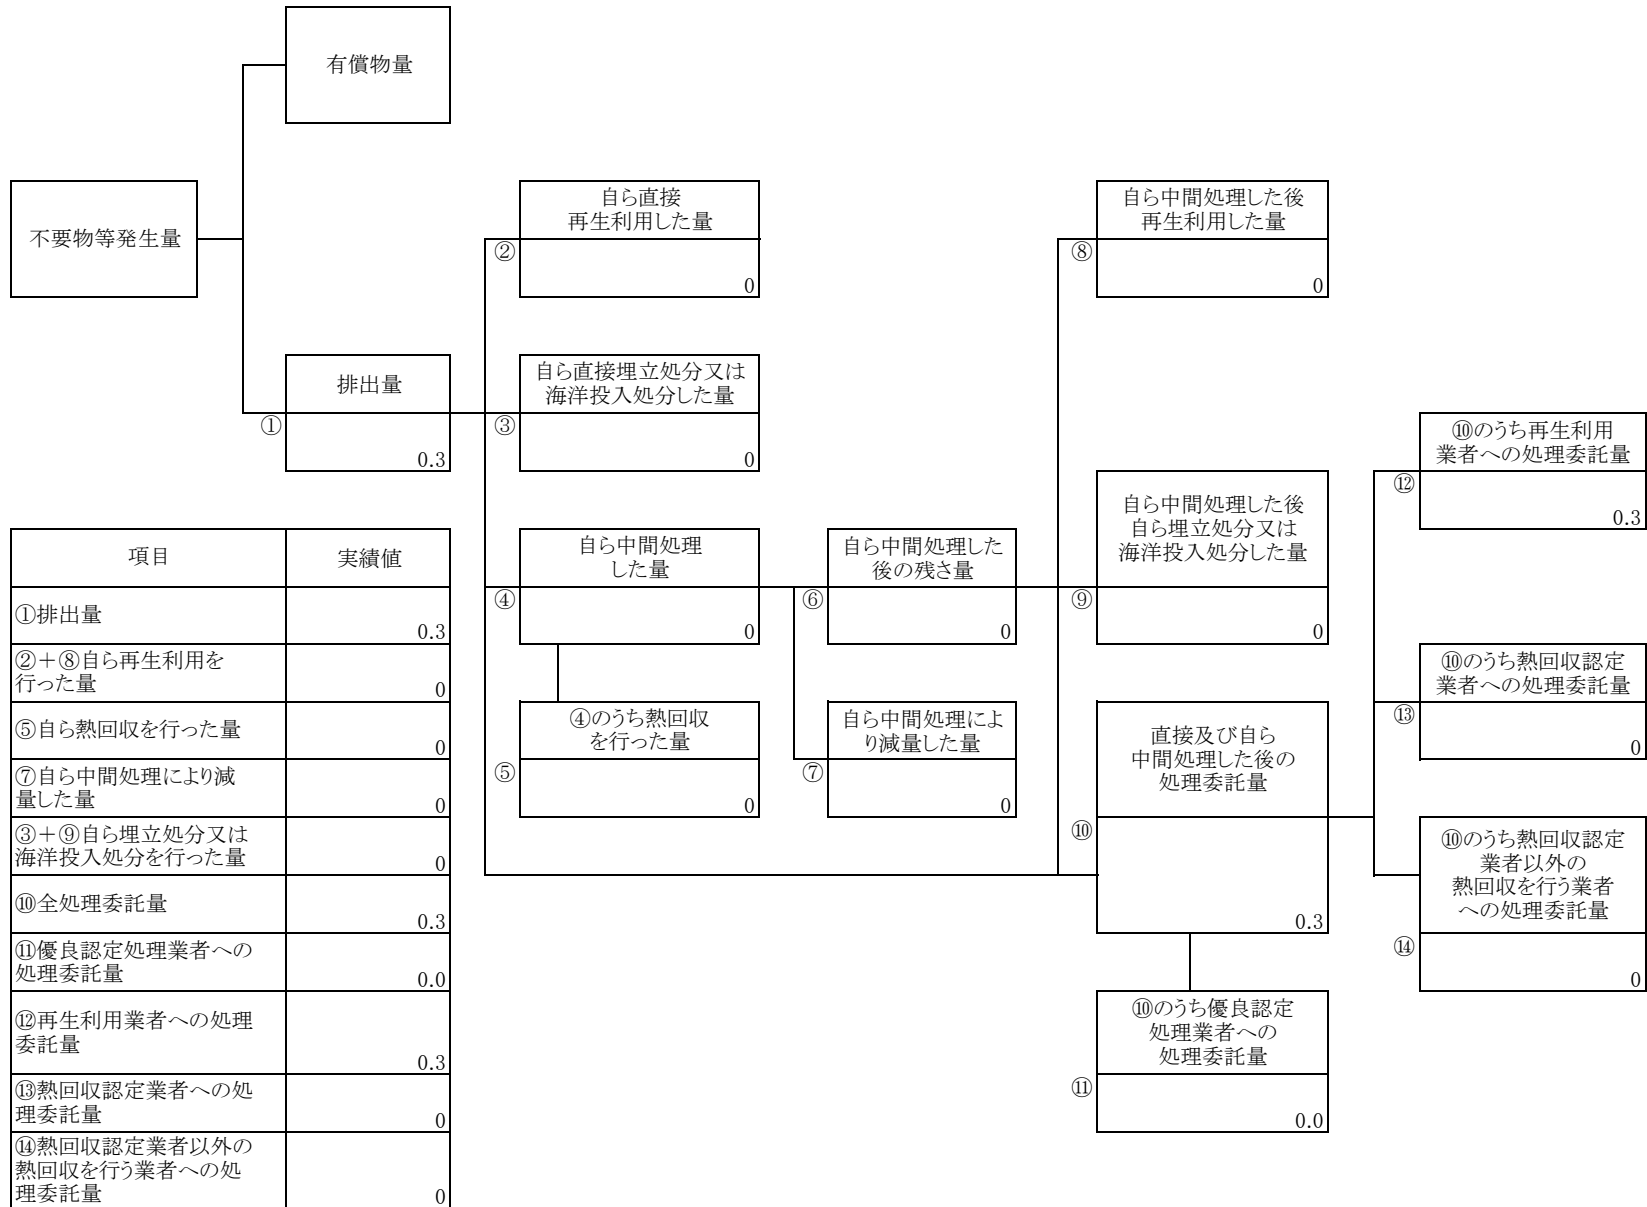 有償物量
不要物等発生量
排出量
①
0.3
自ら直接
再生利用した量
②
0
自ら直接埋立処分又は
海洋投入処分した量
③
0
自ら中間処理
した量
④
0
④のうち熱回収
を行った量
⑤
0
自ら中間処理した
後の残さ量
⑥
0
自ら中間処理によ
り減量した量
⑦
0
自ら中間処理した後
再生利用した量
⑧
0
自ら中間処理した後
自ら埋立処分又は
海洋投入処分した量
⑨
0
直接及び自ら
中間処理した後の
処理委託量
⑩
0.3
⑩のうち優良認定
処理業者への
処理委託量
⑪
0.0
⑩のうち再生利用
業者への処理委託量
⑫
0.3
⑩のうち熱回収認定
業者への処理委託量
⑬
0
⑩のうち熱回収認定
業者以外の
熱回収を行う業者
への処理委託量
⑭
0
項目 実績値
①排出量
0.3
②+⑧自ら再生利用を
行った量
0
⑤自ら熱回収を行った量
0
⑦自ら中間処理により減
量した量
0
③+⑨自ら埋立処分又は
海洋投入処分を行った量
0
⑩全処理委託量
0.3
⑪優良認定処理業者への
処理委託量
0.0
⑫再生利用業者への処理
委託量
0.3
⑬熱回収認定業者への処
理委託量
0
⑭熱回収認定業者以外の
熱回収を行う業者への処
理委託量
0